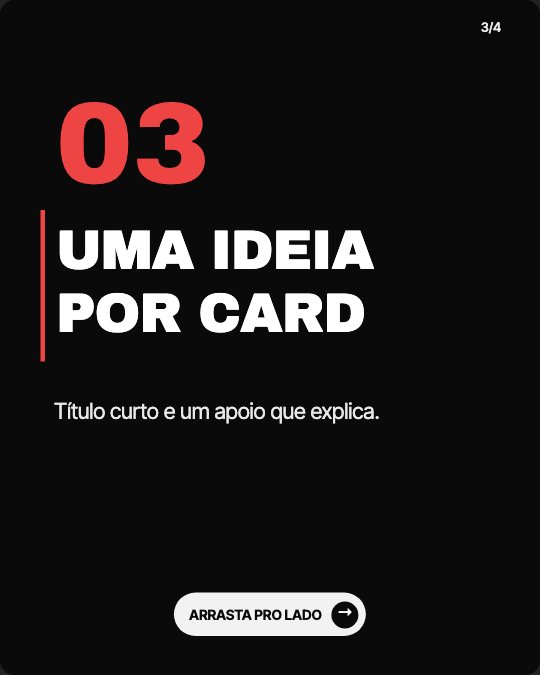 3/4
03
UMA IDEIA
POR CARD
Título curto e um apoio que explica.
ARRASTA PRO LADO →